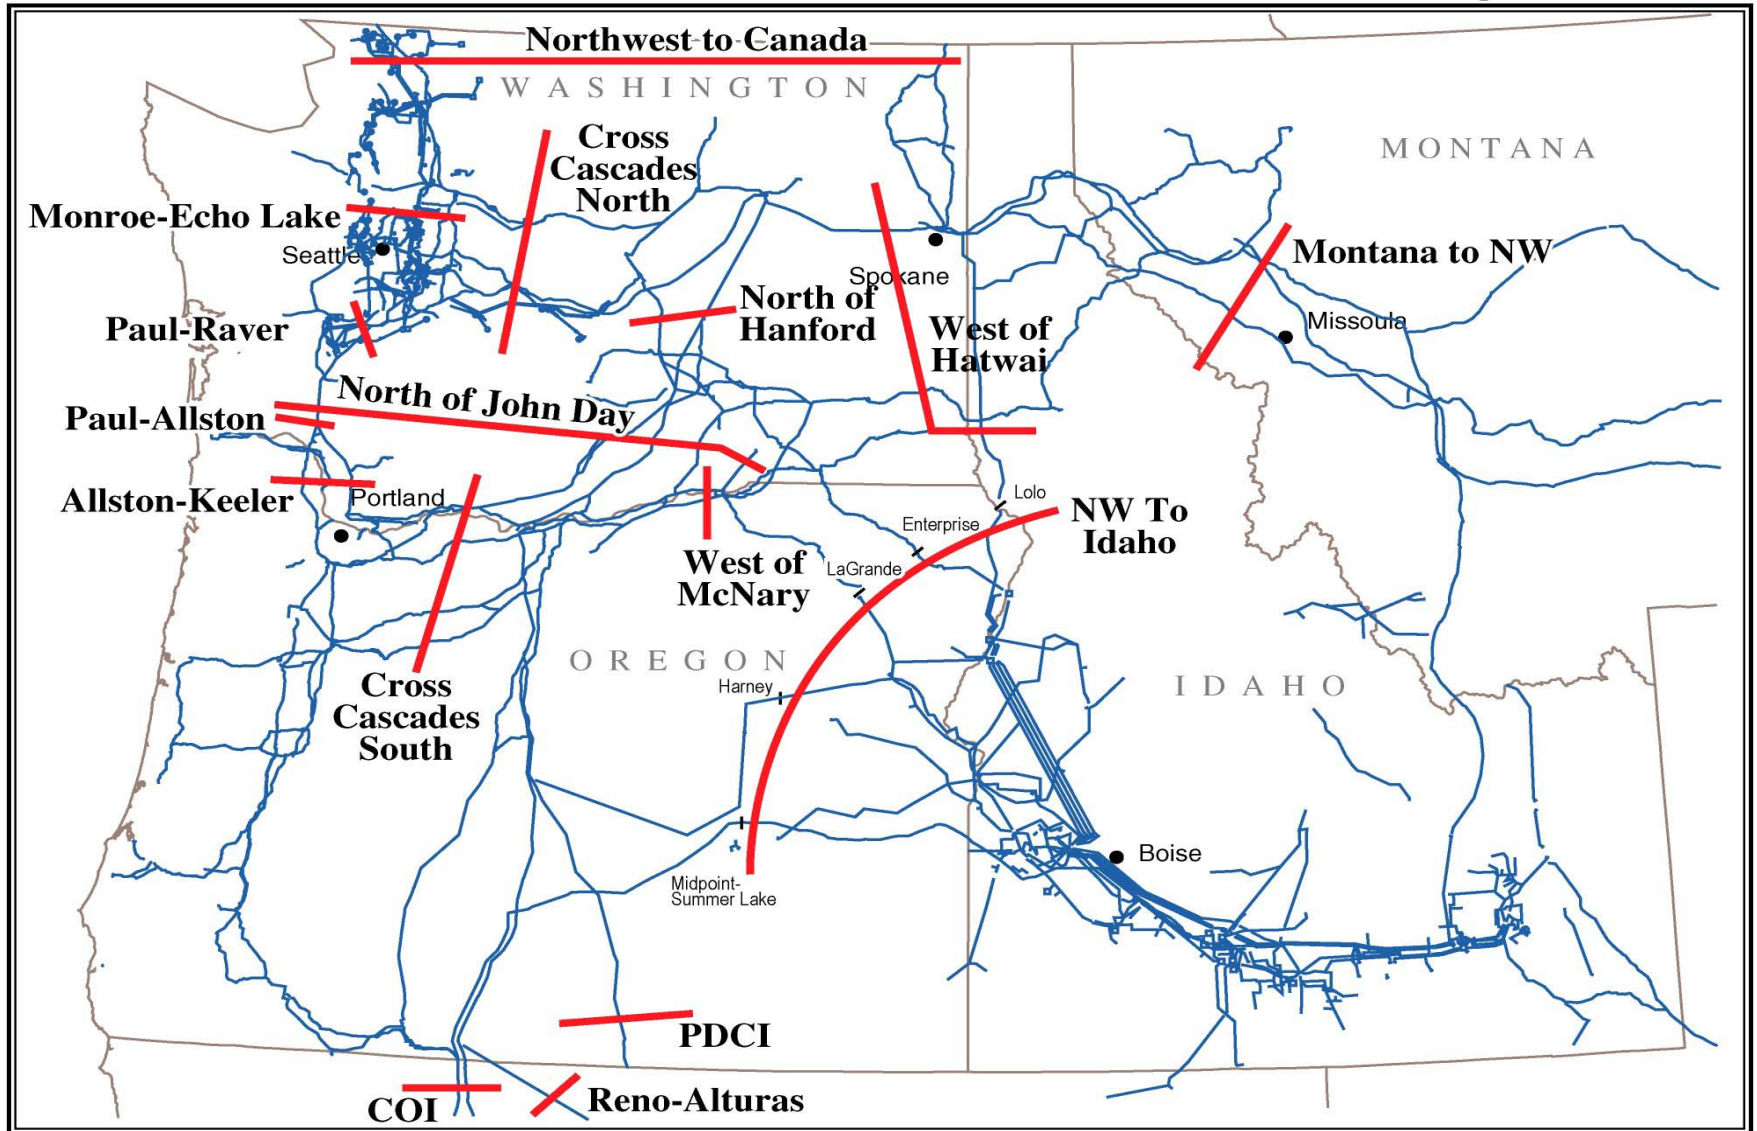 Northwest to Canada
WASHINGTON
Cross
Cascades
North
MONTANA
Monroe-Echo Lake
Seattle
Spokane
Montana to NW
North of
Hanford
Paul-Raver
West of
Hatwai
Missoula
North of John Day
Paul-Allston
Allston-Keeler
Portland
Lolo
Enterprise
NW To
Idaho
LaGrande
West of
McNary
OREGON
Harney
IDAHO
Cross
Cascades
South
Boise
Midpoint-
Summer Lake
PDCI
COI
Reno-Alturas